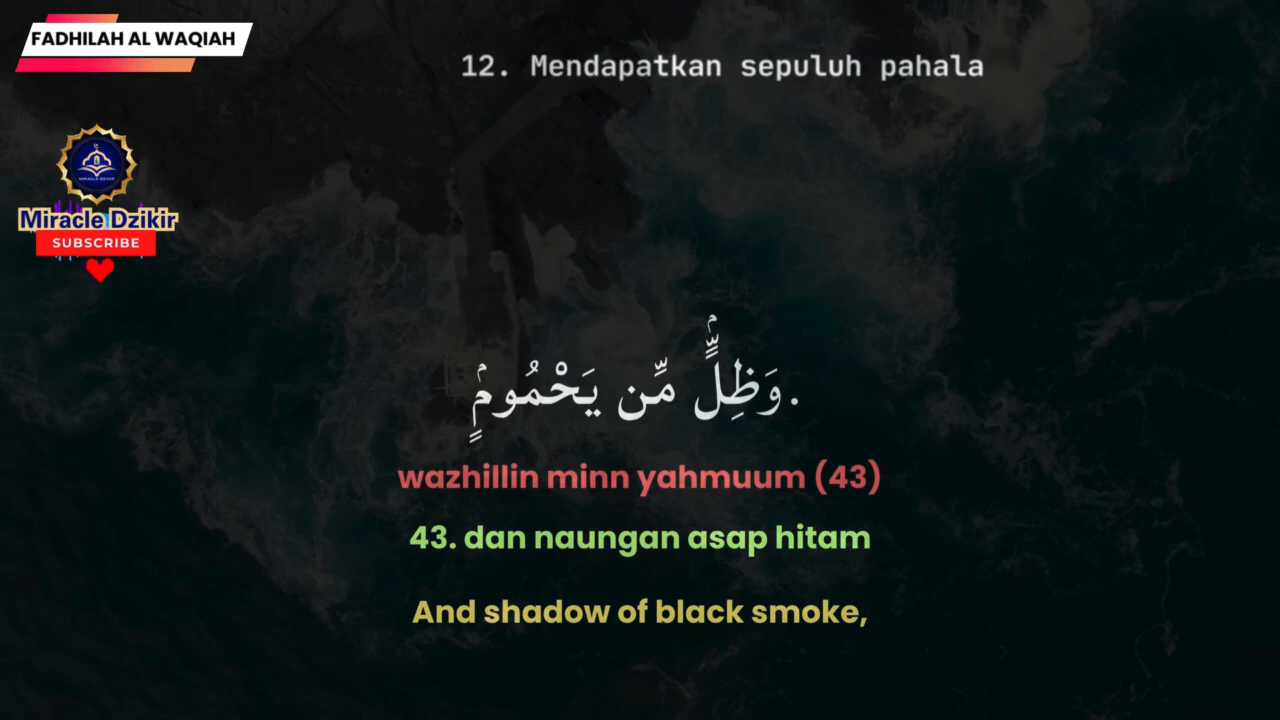 FADHILAH AL WAQIAH
12. Mendapatkan sepuluh pahala
Miracle Dzikir
SUBSCRIBE
وَظِلٍّۢ مِّن يَحْمُومٍۢ.
wazhillin minn yahmuum (43)
43. dan naungan asap hitam
And shadow of black smoke,